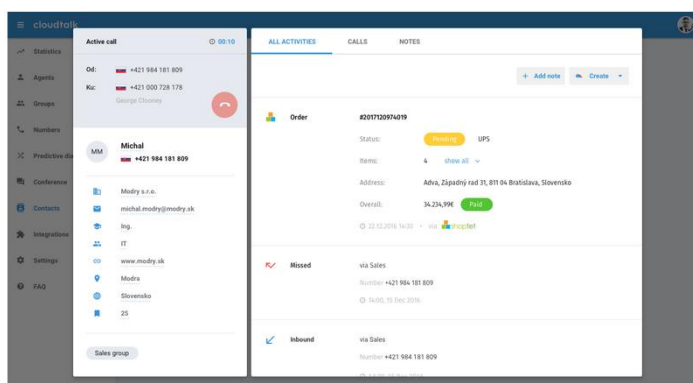 cloudtalk
Statistics
Agents
Groups
Numbers
Predictive dia
Conference
Contacts
Integrations
Settings
FAQ
Active call
00:10
Od: +421 984 181 809
Ku: +421 000 728 178
George Clooney
MM
Michal
+421 984 181 809
Modry s.r.o.
michal.modry@modry.sk
Ing.
IT
www.modry.sk
Modra
Slovensko
25
Sales group
ALL ACTIVITIES CALLS NOTES
+ Add note Create
Order #2017120974019
Status: Pending UPS
Items: 4 show all
Address: Adva, Západný rad 31, 811 04 Bratislava, Slovensko
Overall: 34.234,99€ Paid
22.12.2016 14:30 • via shoptet
Missed via Sales
Number +421 984 181 809
14:00, 15 Dec 2016
Inbound via Sales
Number +421 984 181 809